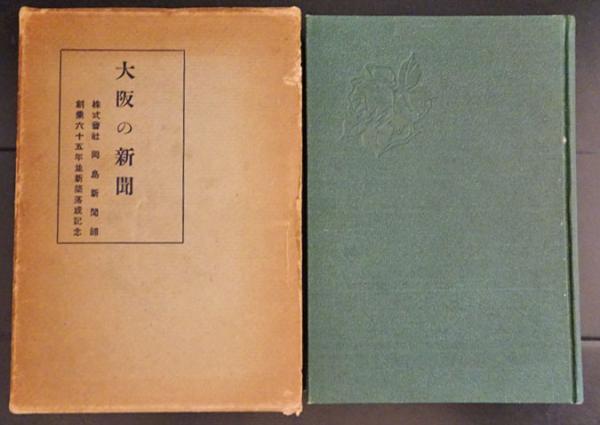 大阪の新聞
株式會社 岡島新聞舗
創業六十五年並新築落成記念